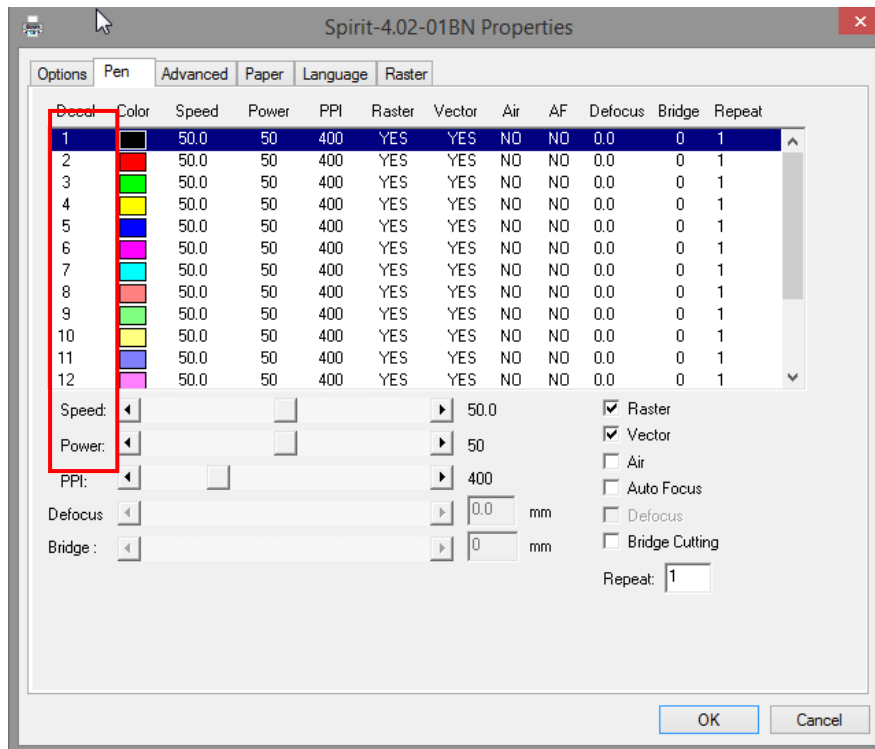 Spirit-4.02-01BN Properties
Options Pen Advanced Paper Language Raster
Decal Color Speed Power PPI Raster Vector Air AF Defocus Bridge Repeat
1 50.0 50 400 YES YES NO NO 0.0 0 1
2 50.0 50 400 YES YES NO NO 0.0 0 1
3 50.0 50 400 YES YES NO NO 0.0 0 1
4 50.0 50 400 YES YES NO NO 0.0 0 1
5 50.0 50 400 YES YES NO NO 0.0 0 1
6 50.0 50 400 YES YES NO NO 0.0 0 1
7 50.0 50 400 YES YES NO NO 0.0 0 1
8 50.0 50 400 YES YES NO NO 0.0 0 1
9 50.0 50 400 YES YES NO NO 0.0 0 1
10 50.0 50 400 YES YES NO NO 0.0 0 1
11 50.0 50 400 YES YES NO NO 0.0 0 1
12 50.0 50 400 YES YES NO NO 0.0 0 1
Speed: 50.0 Raster
Power: 50 Vector
Air
PPI: 400 Auto Focus
Defocus 0.0 mm Defocus
Bridge : 0 mm Bridge Cutting
Repeat: 1
OK Cancel